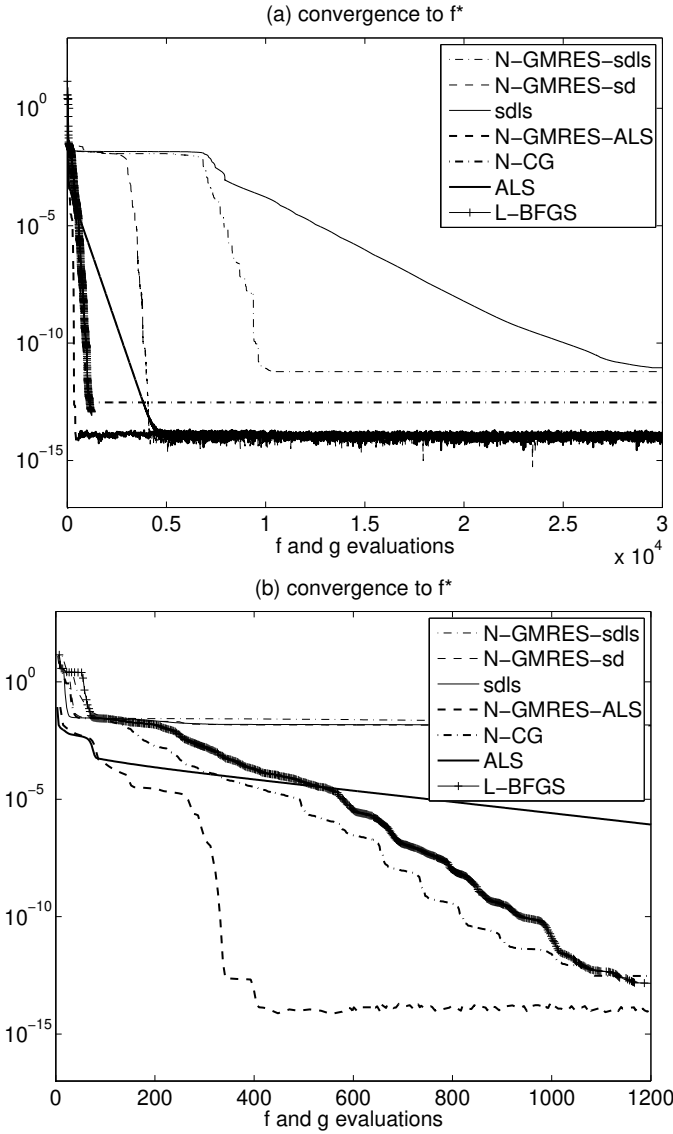 (a) convergence to f*
N-GMRES-sdls
N-GMRES-sd
sdls
N-GMRES-ALS
N-CG
ALS
L-BFGS
10^0
10^-5
10^-10
10^-15
0 0.5 1 1.5 2 2.5 3
f and g evaluations
x 10^4
(b) convergence to f*
N-GMRES-sdls
N-GMRES-sd
sdls
N-GMRES-ALS
N-CG
ALS
L-BFGS
10^0
10^-5
10^-10
10^-15
0 200 400 600 800 1000 1200
f and g evaluations